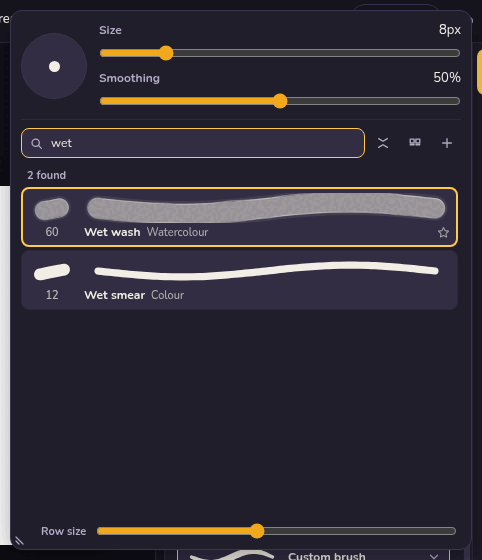 re
Size 8px
Smoothing 50%
wet
2 found
60 Wet wash Watercolour
12 Wet smear Colour
Row size
Custom brush